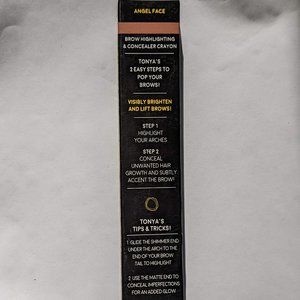 ANGEL FACE
BROW HIGHLIGHTING
& CONCEALER CRAYON
TONYA'S
2 EASY STEPS TO
POP YOUR
BROWS!
VISIBLY BRIGHTEN
AND LIFT BROWS!
STEP 1
HIGHLIGHT
YOUR ARCHES
STEP 2
CONCEAL
UNWANTED HAIR
GROWTH AND SUBTLY
ACCENT THE BROW!
TONYA'S
TIPS & TRICKS!
1 GLIDE THE SHIMMER END
UNDER THE ARCH TO THE
END OF YOUR BROW
TAIL TO HIGHLIGHT
2 USE THE MATTE END TO
CONCEAL IMPERFECTIONS
FOR AN ADDED GLOW